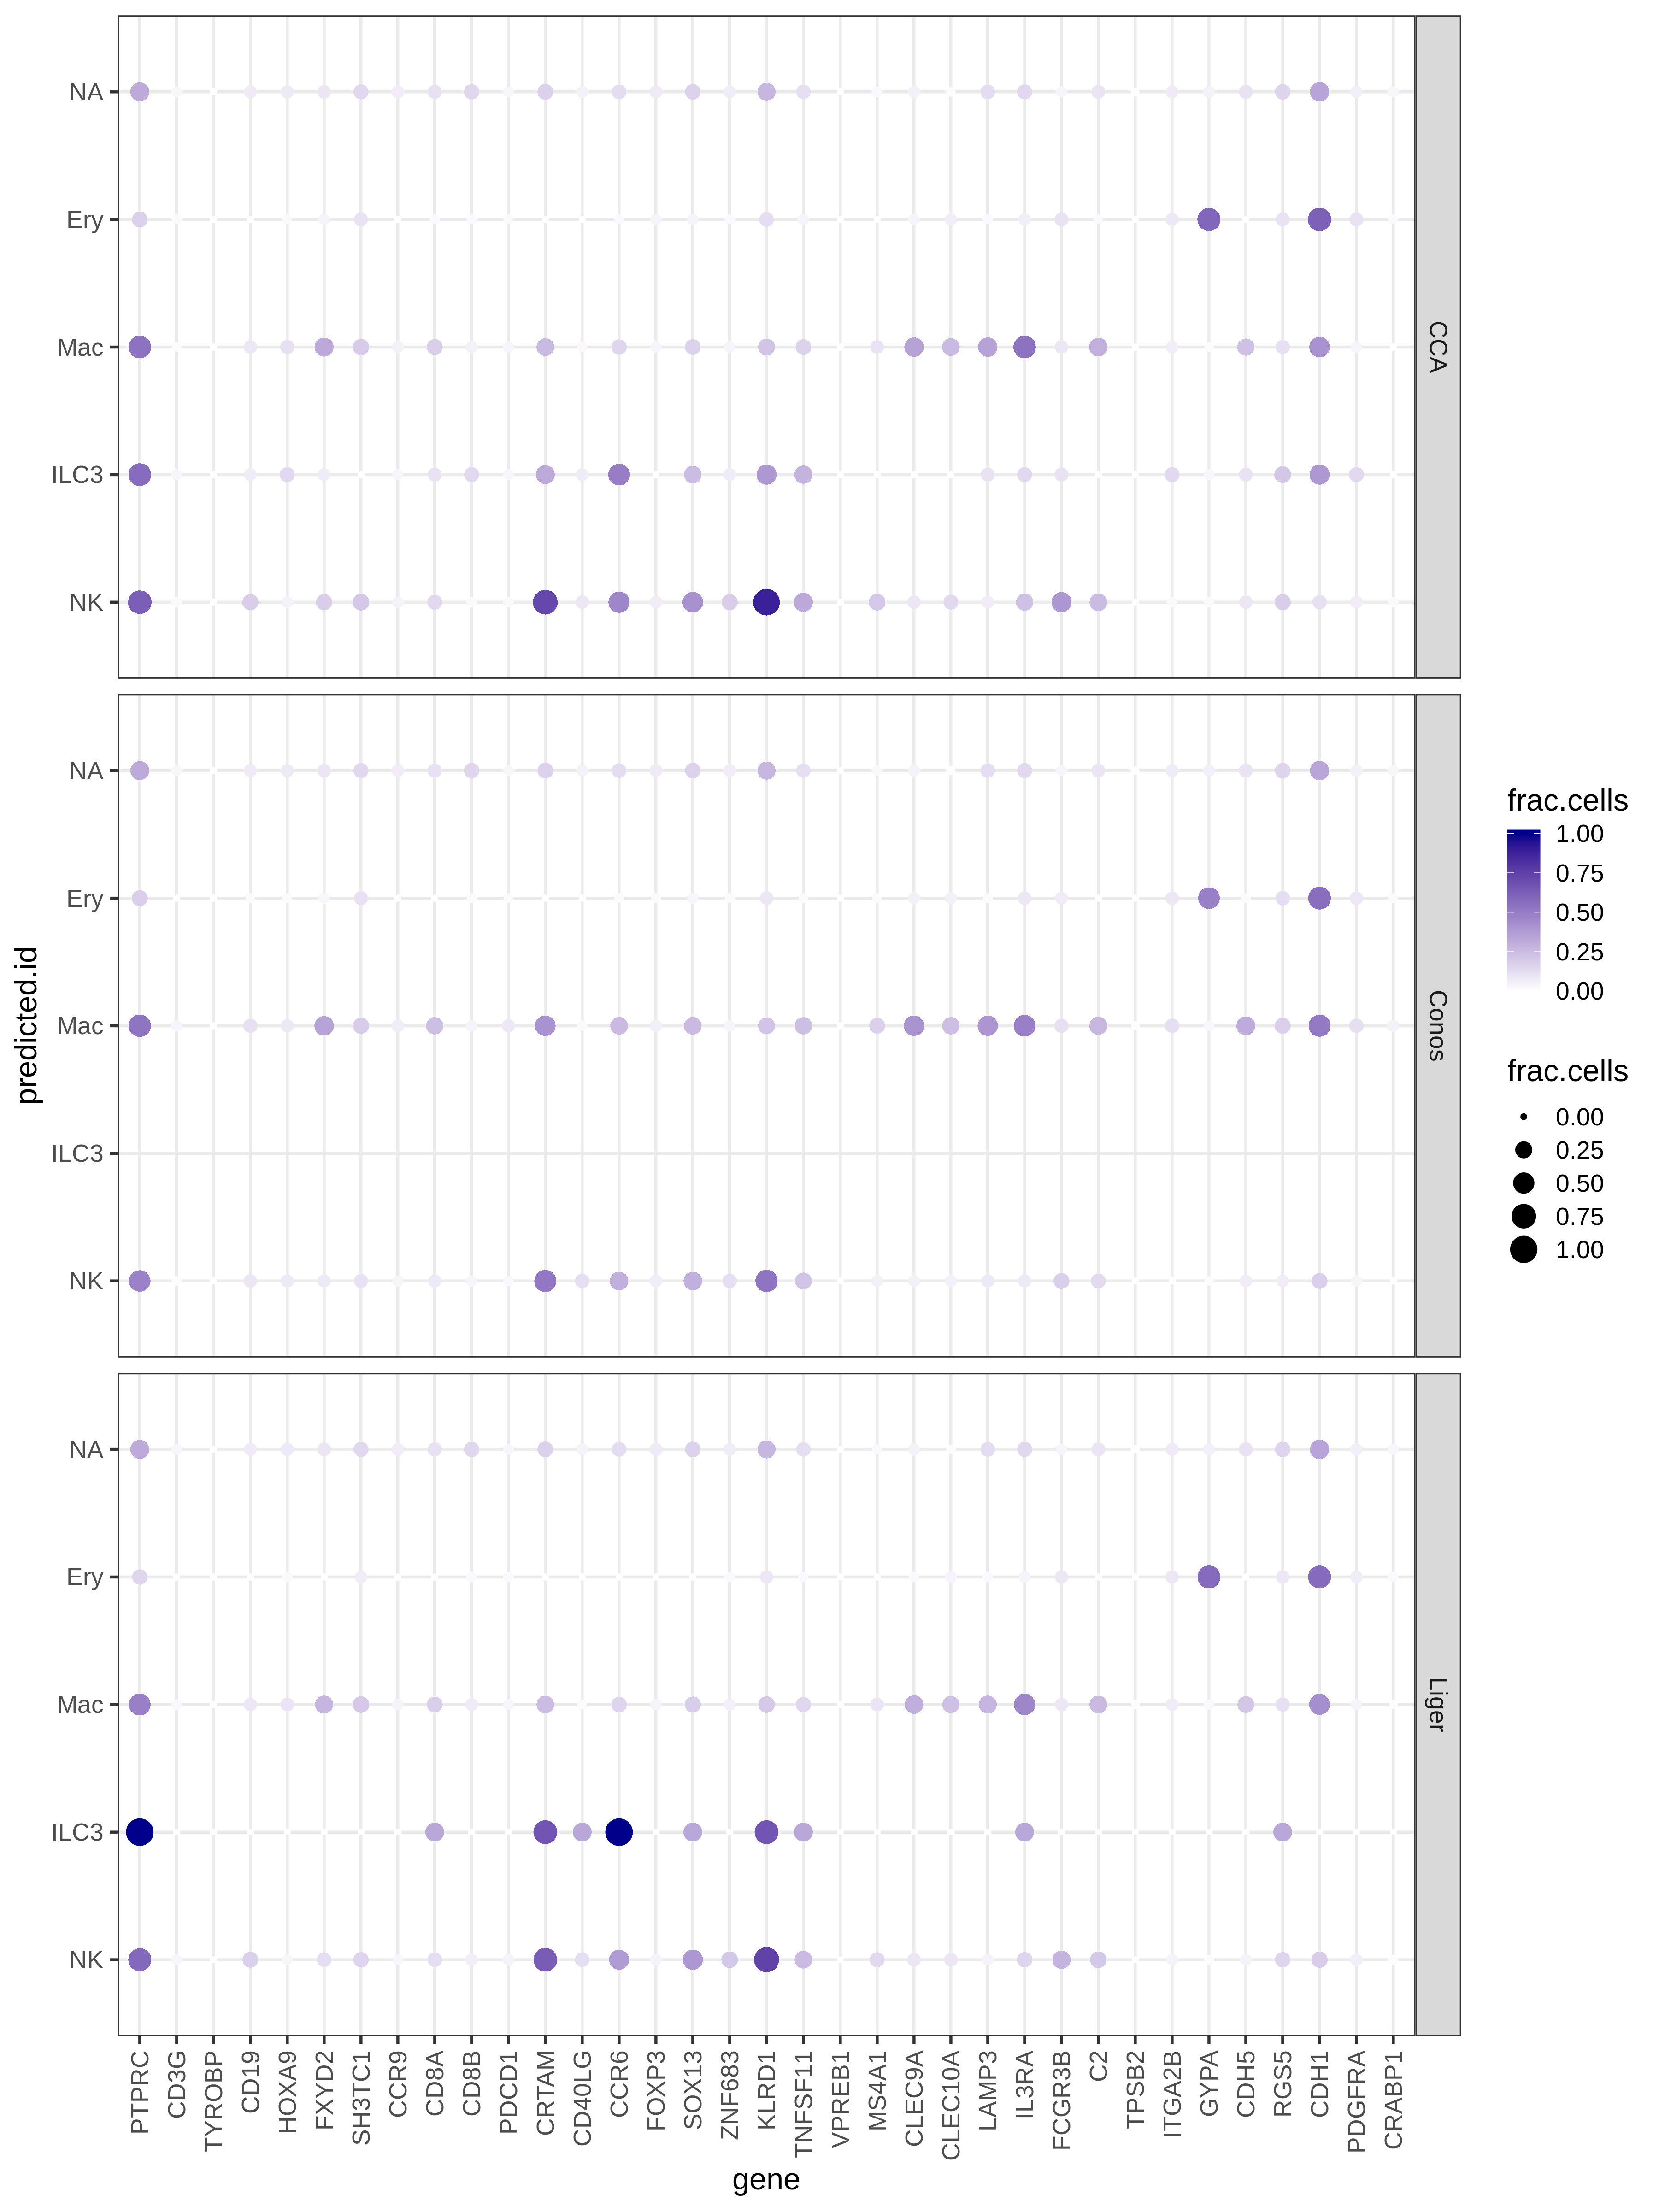 NA
Ery
Mac
ILC3
NK
CCA
NA
Ery
Mac
ILC3
NK
Conos
NA
Ery
Mac
ILC3
NK
Liger
predicted.id
PTPRC
CD3G
TYROBP
CD19
HOXA9
FXYD2
SH3TC1
CCR9
CD8A
CD8B
PDCD1
CRTAM
CD40LG
CCR6
FOXP3
SOX13
ZNF683
KLRD1
TNFSF11
VPREB1
MS4A1
CLEC9A
CLEC10A
LAMP3
IL3RA
FCGR3B
C2
TPSB2
ITGA2B
GYPA
CDH5
RGS5
CDH1
PDGFRA
CRABP1
gene
frac.cells
1.00
0.75
0.50
0.25
0.00
frac.cells
0.00
0.25
0.50
0.75
1.00